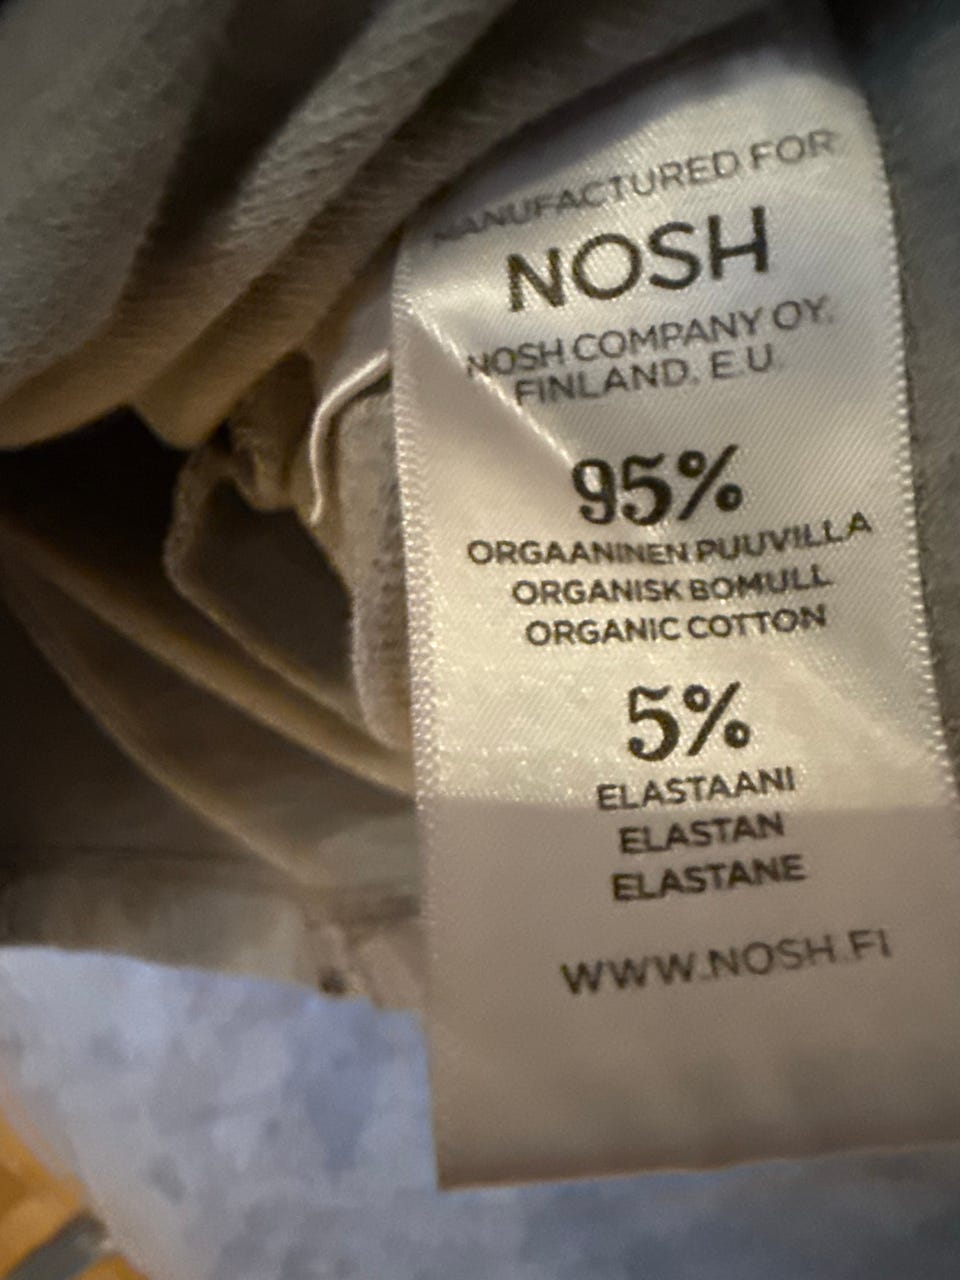 MANUFACTURED FOR
NOSH
NOSH COMPANY OY.
FINLAND, E.U.
95%
ORGAANINEN PUUVILLA
ORGANISK BOMULL
ORGANIC COTTON
5%
ELASTAANI
ELASTAN
ELASTANE
WWW.NOSH.FI